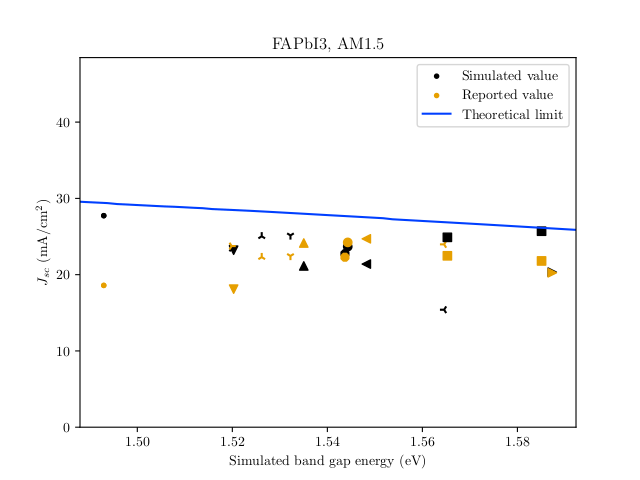 FAPbI3, AM1.5
Simulated value
Reported value
Theoretical limit
40
30
20
10
0
J_sc (mA/cm²)
1.50 1.52 1.54 1.56 1.58
Simulated band gap energy (eV)